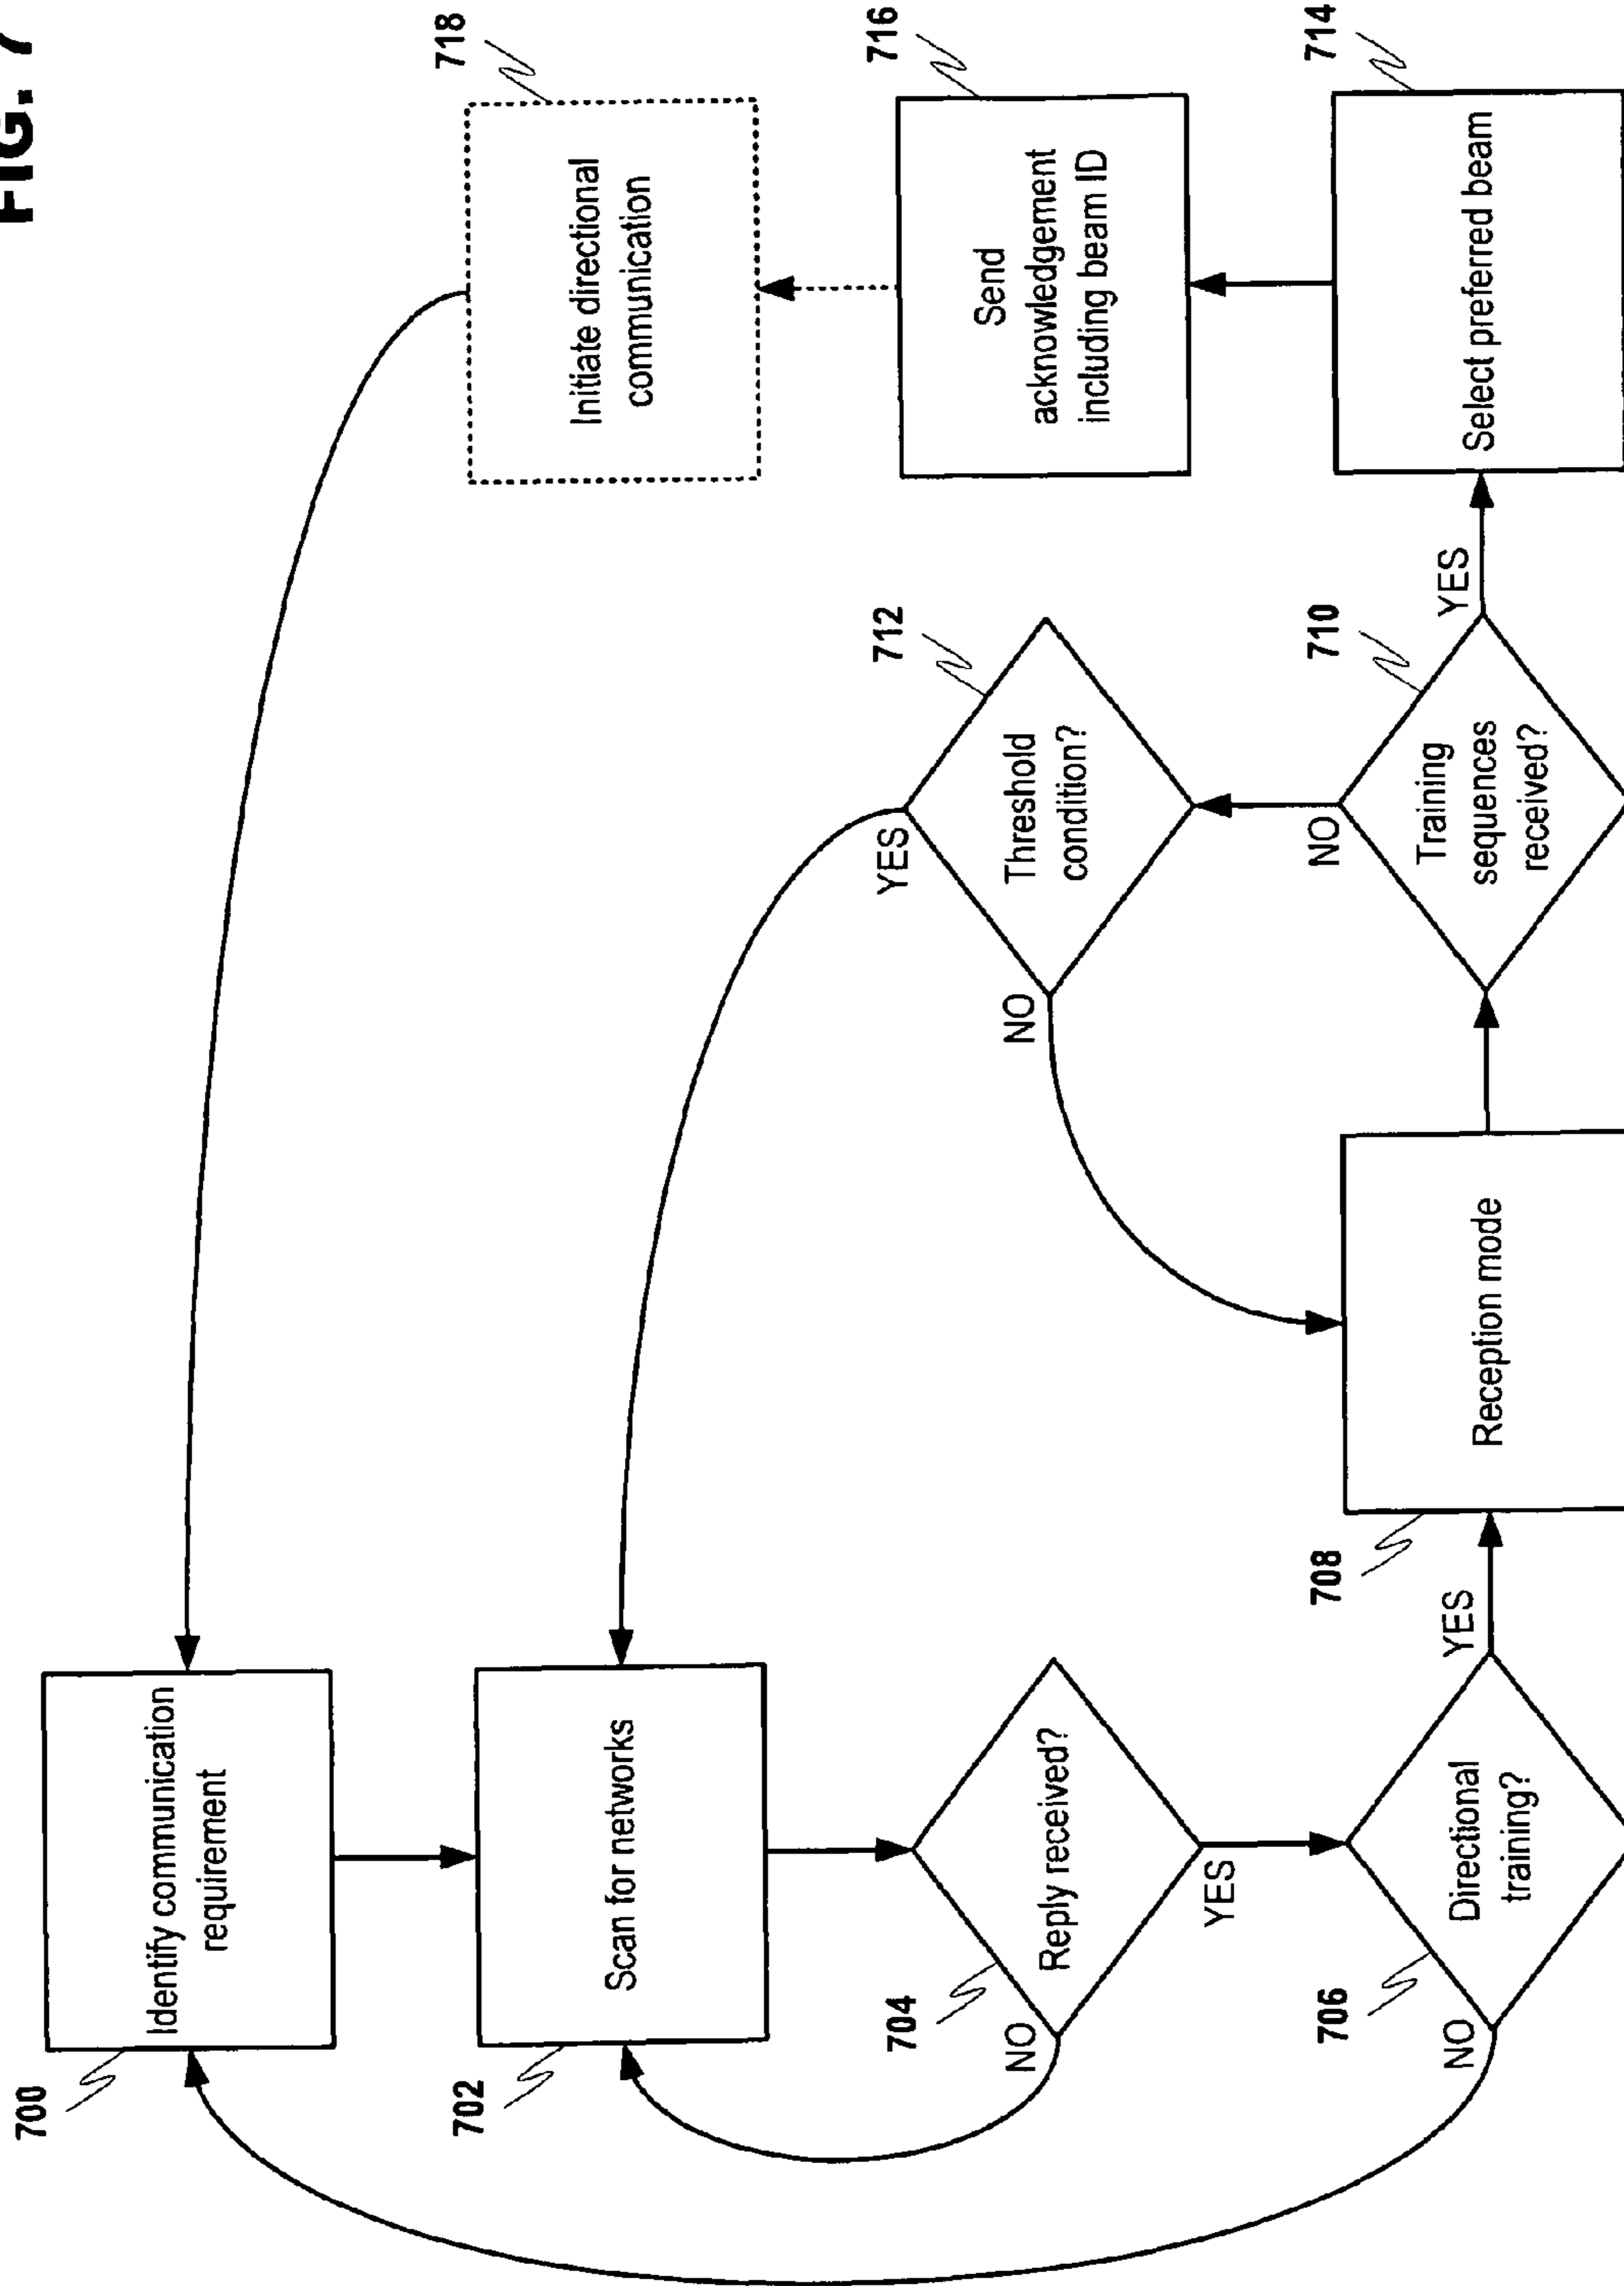 FIG. 7
700
Identify communication
requirement
702
Scan for networks
704
Reply received?
NO
YES
706
Directional
training?
NO
YES
708
Reception mode
710
Training
sequences
received?
NO
YES
712
Threshold
condition?
NO
YES
714
Select preferred beam
716
Send
acknowledgement
including beam ID
718
Initiate directional
communication